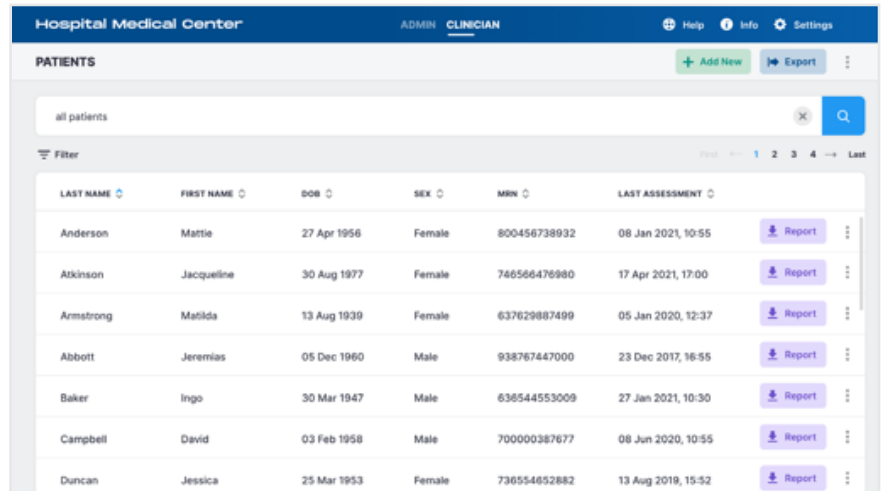 Hospital Medical Center ADMIN CLINICIAN Help Info Settings
PATIENTS Add New Export
all patients
Filter First 1 2 3 4 Last
LAST NAME FIRST NAME DOB SEX MRN LAST ASSESSMENT
Anderson Mattie 27 Apr 1956 Female 800456738932 08 Jan 2021, 10:55 Report
Atkinson Jacqueline 30 Aug 1977 Female 746566476980 17 Apr 2021, 17:00 Report
Armstrong Matilda 13 Aug 1939 Female 637629887499 05 Jan 2020, 12:37 Report
Abbott Jeremias 05 Dec 1960 Male 938767447000 23 Dec 2017, 16:55 Report
Baker Ingo 30 Mar 1947 Male 636544553009 27 Jan 2021, 10:30 Report
Campbell David 03 Feb 1958 Male 700000387677 08 Jun 2020, 10:55 Report
Duncan Jessica 25 Mar 1953 Female 736554652882 13 Aug 2019, 15:52 Report